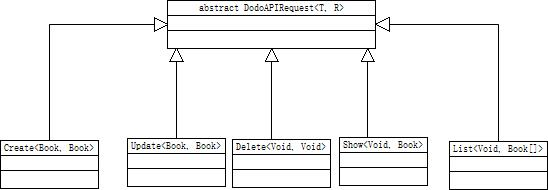 abstract DodoAPIRequest<T, R>
Create<Book, Book>
Update<Book, Book>
Delete<Void, Void>
Show<Void, Book>
List<Void, Book[]>